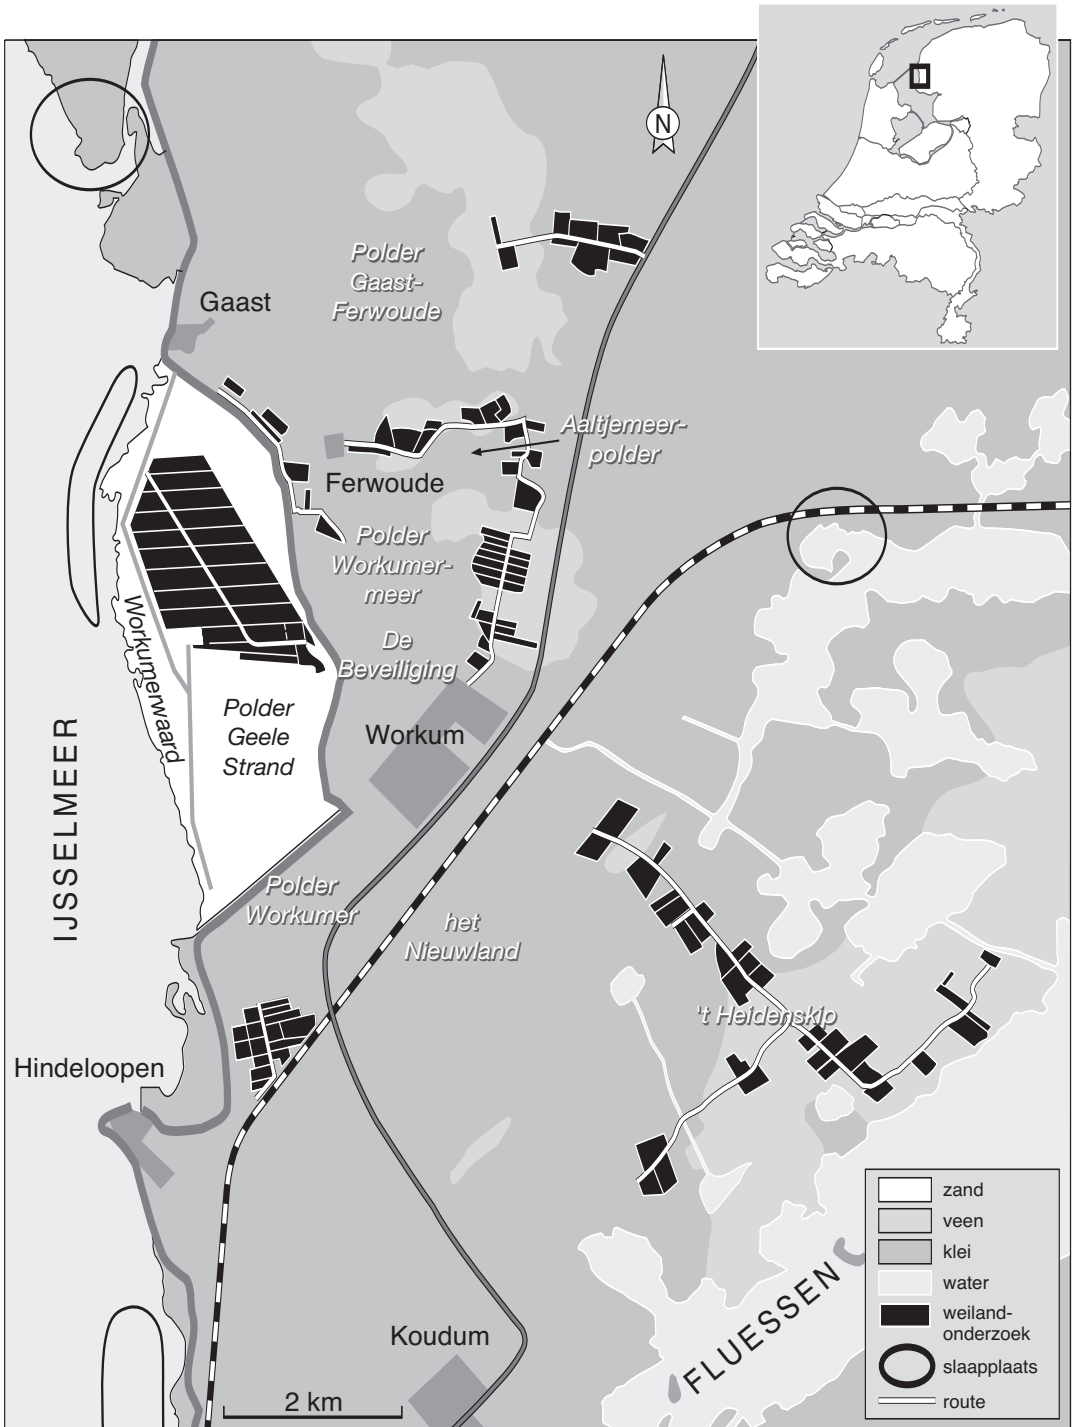 N
Polder
Gaast-
Ferwoude
Gaast
Aaltjemeer-
polder
Ferwoude
Polder
Workumer-
meer
De
Beveiliging
Workumerwaard
Polder
Geele
Strand
Workum
IJSSELMEER
Polder
Workumer
het
Nieuwland
't Heidenskip
Hindeloopen
Koudum
FLUESSEN
2 km
zand
veen
klei
water
weiland-
onderzoek
slaapplaats
route